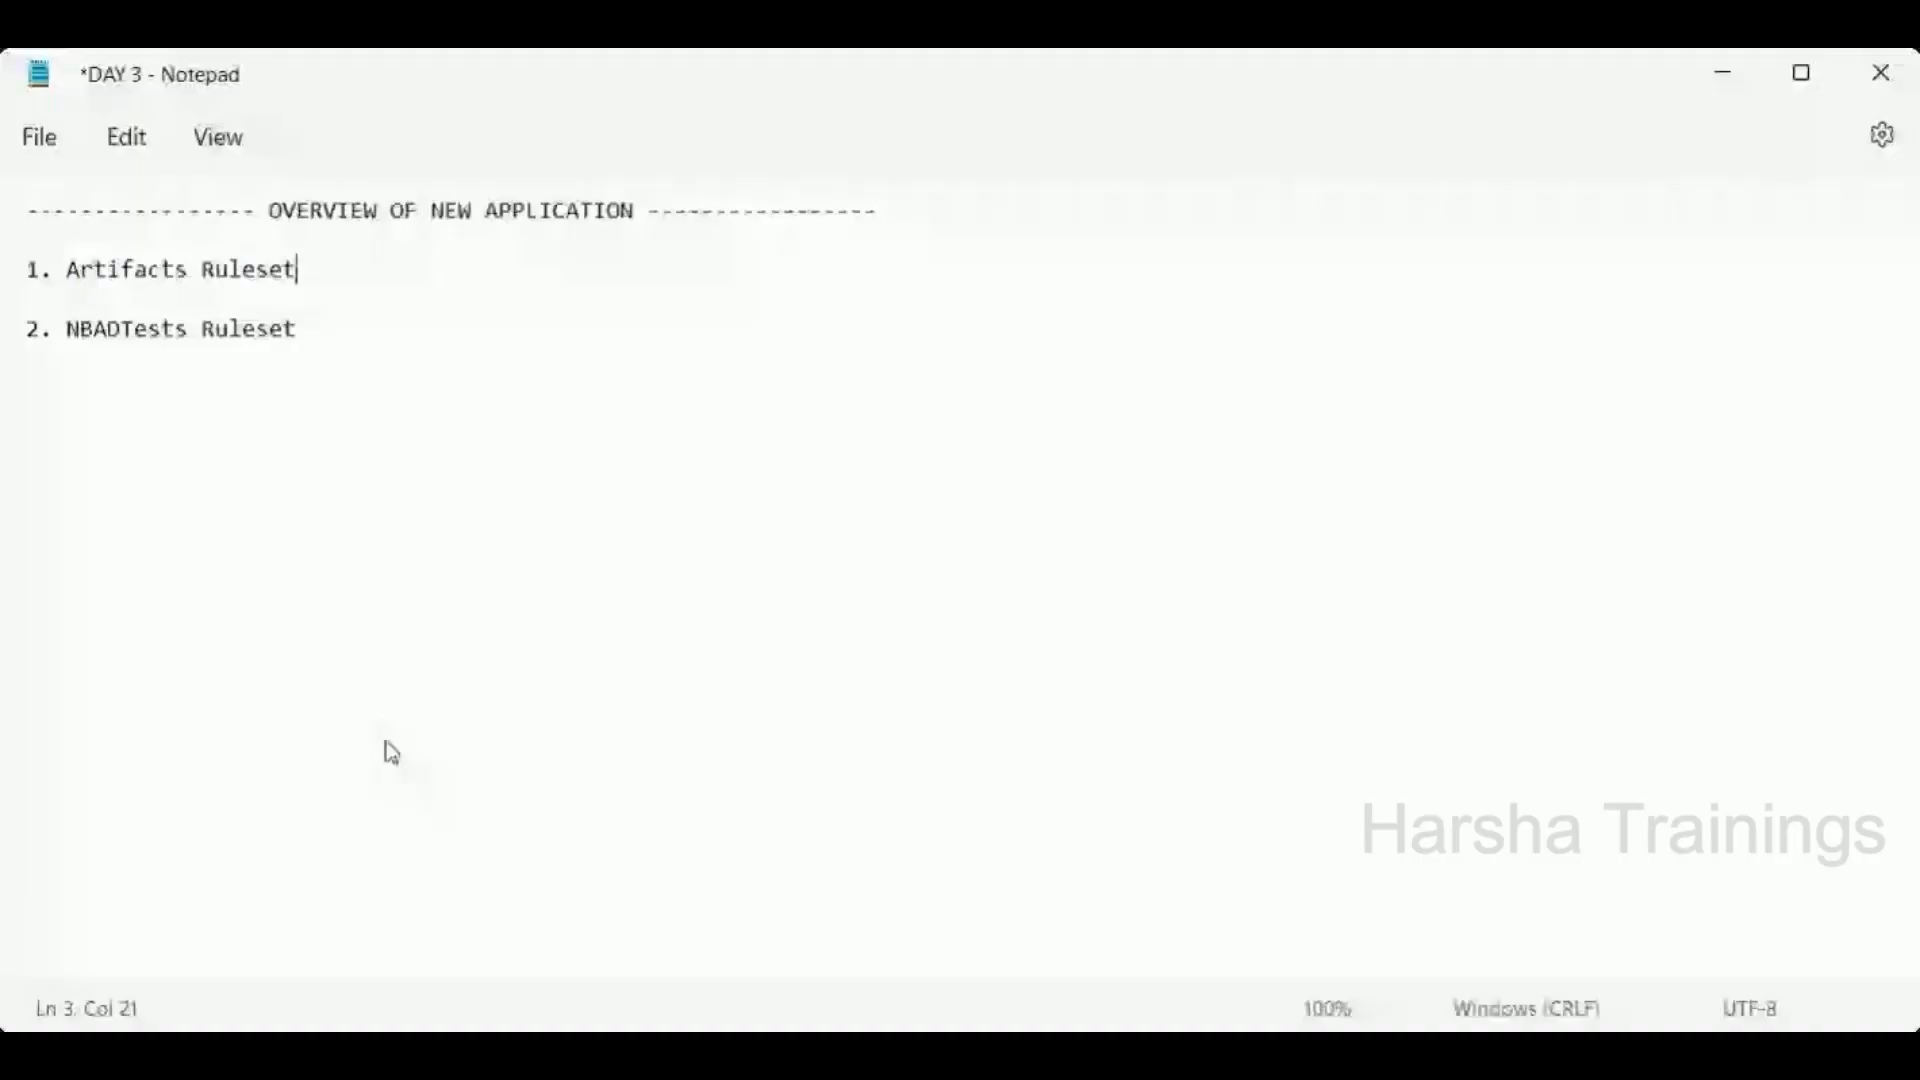 *DAY 3 - Notepad
File Edit View
----------------- OVERVIEW OF NEW APPLICATION -----------------
1. Artifacts Ruleset
2. NBADTests Ruleset
Harsha Trainings
Ln 3, Col 21 100% Windows (CRLF) UTF-8